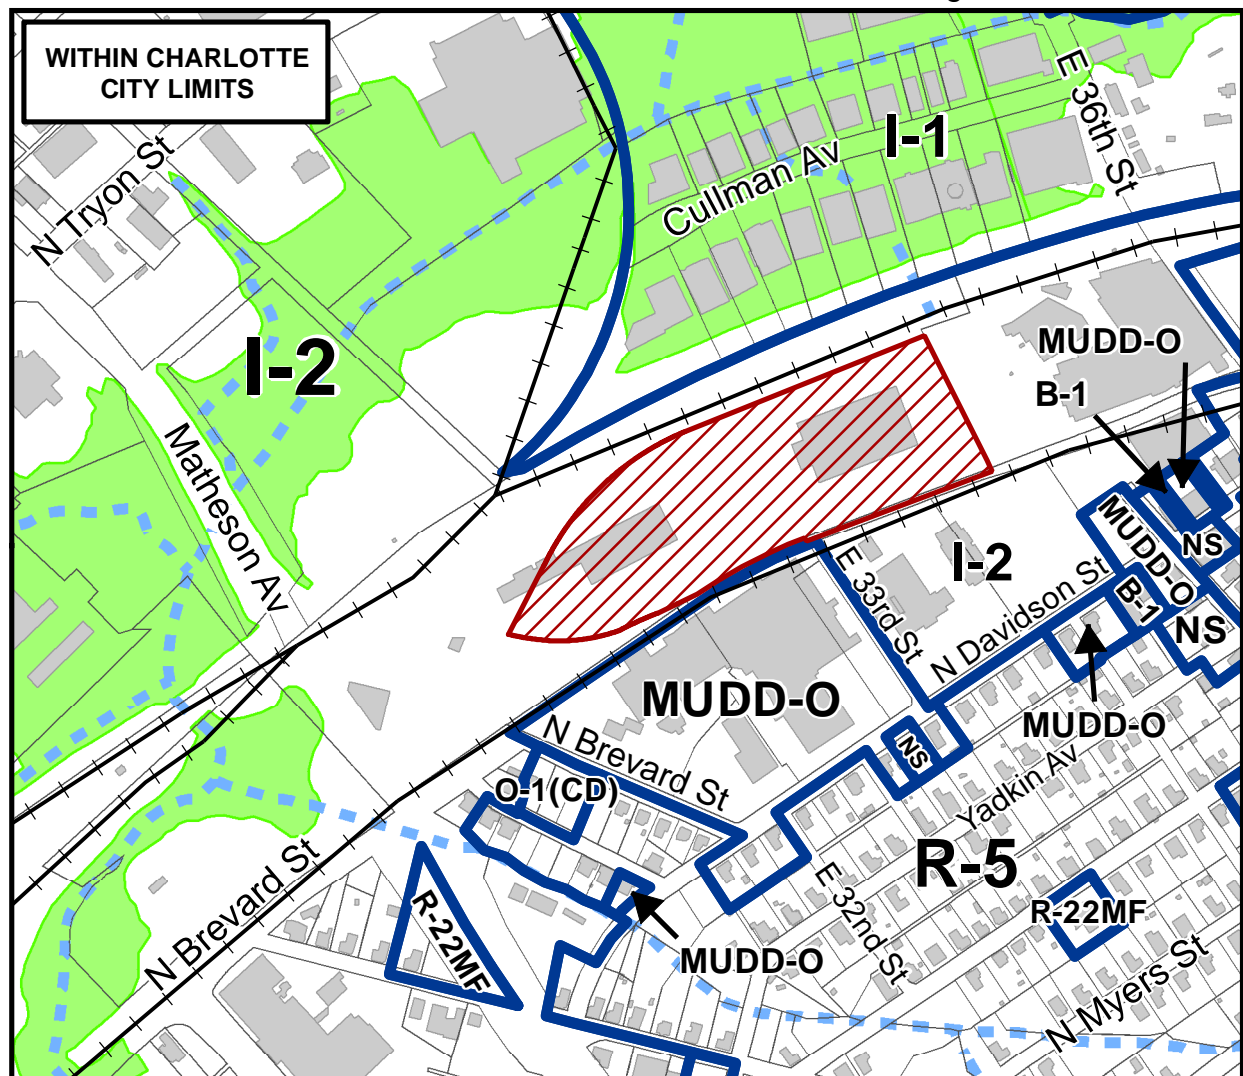 WITHIN CHARLOTTE
CITY LIMITS
N Tryon St
Cullman Av
I-1
E 36th St
I-2
MUDD-O
B-1
Matheson Av
MUDD-O
NS
I-2
E 33rd St
N Davidson St
B-1
NS
MUDD-O
MUDD-O
N Brevard St
NS
Yadkin Av
O-1(CD)
R-5
E 32nd St
N Brevard St
R-22MF
R-22MF
MUDD-O
N Myers St